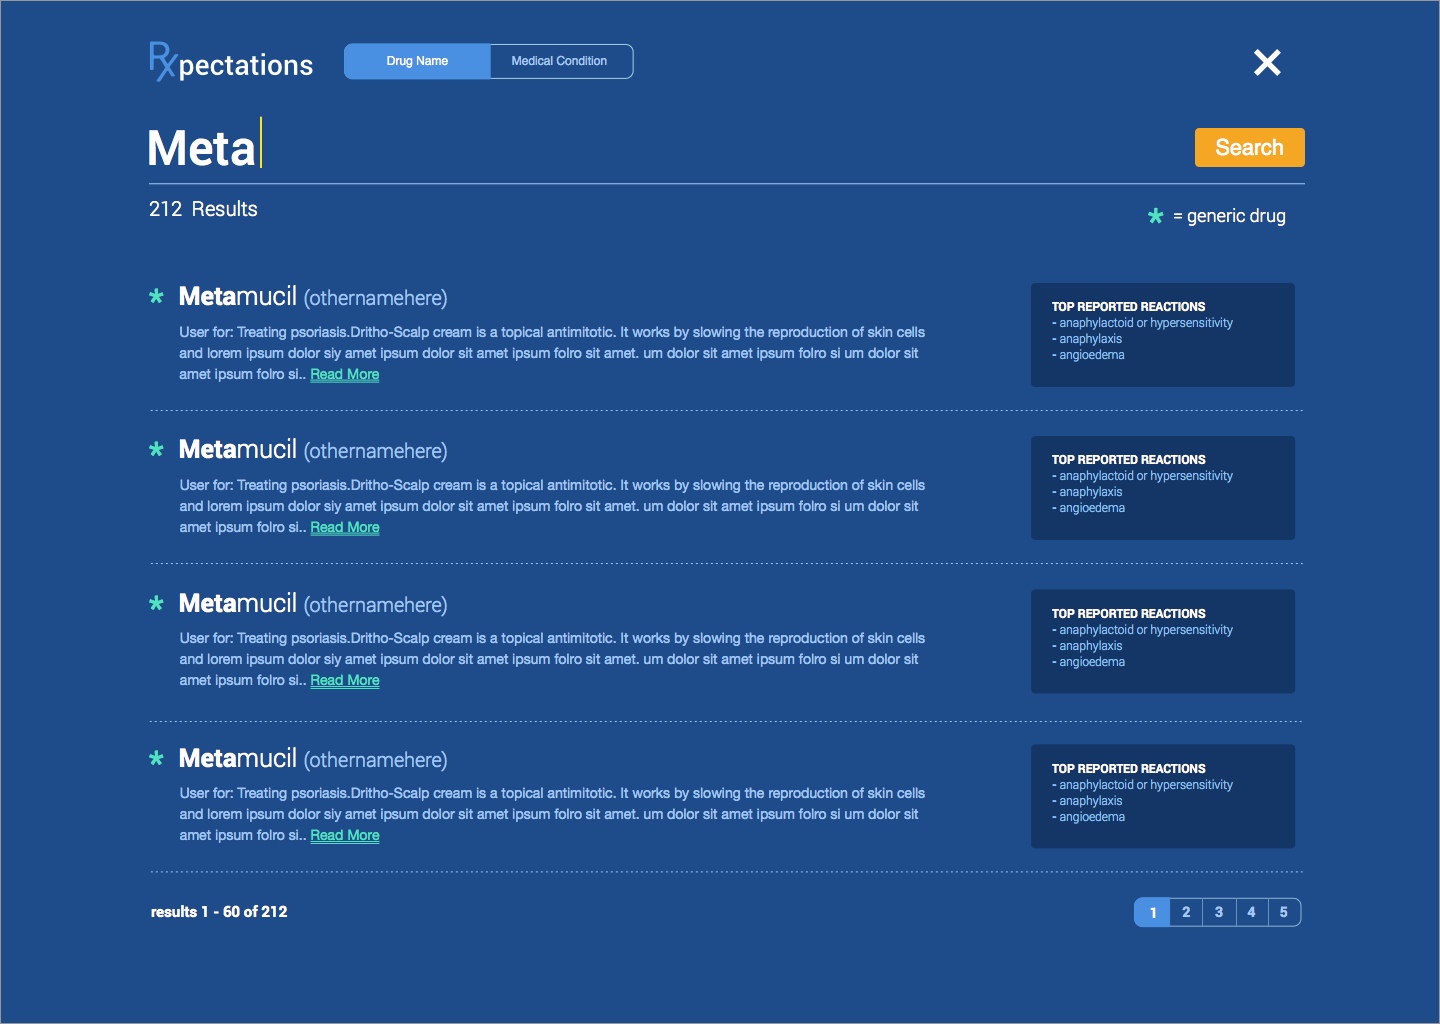 Rxpectations
Drug Name
Medical Condition
Meta
Search
212 Results
* = generic drug
* Metamucil (othernamehere)
User for: Treating psoriasis.Dritho-Scalp cream is a topical antimitotic. It works by slowing the reproduction of skin cells
and lorem ipsum dolor siy amet ipsum dolor sit amet ipsum folro sit amet. um dolor sit amet ipsum folro si um dolor sit
amet ipsum folro si.. Read More
TOP REPORTED REACTIONS
- anaphylactoid or hypersensitivity
- anaphylaxis
- angioedema
* Metamucil (othernamehere)
User for: Treating psoriasis.Dritho-Scalp cream is a topical antimitotic. It works by slowing the reproduction of skin cells
and lorem ipsum dolor siy amet ipsum dolor sit amet ipsum folro sit amet. um dolor sit amet ipsum folro si um dolor sit
amet ipsum folro si.. Read More
TOP REPORTED REACTIONS
- anaphylactoid or hypersensitivity
- anaphylaxis
- angioedema
* Metamucil (othernamehere)
User for: Treating psoriasis.Dritho-Scalp cream is a topical antimitotic. It works by slowing the reproduction of skin cells
and lorem ipsum dolor siy amet ipsum dolor sit amet ipsum folro sit amet. um dolor sit amet ipsum folro si um dolor sit
amet ipsum folro si.. Read More
TOP REPORTED REACTIONS
- anaphylactoid or hypersensitivity
- anaphylaxis
- angioedema
* Metamucil (othernamehere)
User for: Treating psoriasis.Dritho-Scalp cream is a topical antimitotic. It works by slowing the reproduction of skin cells
and lorem ipsum dolor siy amet ipsum dolor sit amet ipsum folro sit amet. um dolor sit amet ipsum folro si um dolor sit
amet ipsum folro si.. Read More
TOP REPORTED REACTIONS
- anaphylactoid or hypersensitivity
- anaphylaxis
- angioedema
results 1 - 60 of 212
1 2 3 4 5